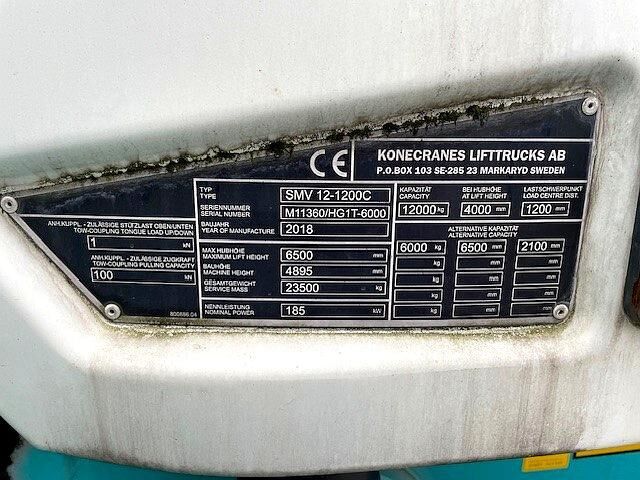 CE
KONECRANES LIFTTRUCKS AB
P.O.BOX 103 SE-285 23 MARKARYD SWEDEN
TYP
TYPE
SMV 12-1200C
SERIENNUMMER
SERIAL NUMBER
M11360/HG1T-6000
BAUJAHR
YEAR OF MANUFACTURE
2018
MAX HUBHÖHE
MAXIMUM LIFT HEIGHT
6500 mm
BAUHÖHE
MACHINE HEIGHT
4895 mm
GESAMTGEWICHT
SERVICE MASS
23500 kg
NENNLEISTUNG
NOMINAL POWER
185 kW
KAPAZITÄT
CAPACITY
12000 kg
BEI HUBHÖHE
AT LIFT HEIGHT
4000 mm
LASTSCHWERPUNKT
LOAD CENTRE DIST.
1200 mm
ALTERNATIVE KAPAZITÄT
ALTERNATIVE CAPACITY
6000 kg 6500 mm 2100 mm
kg mm mm
kg mm mm
kg mm mm
kg mm mm
ANH.KUPPL. - ZULÄSSIGE STÜTZLAST OBEN/UNTEN
TOW-COUPLING TONGUE LOAD UP/DOWN
1 kN
ANH.KUPPL. - ZULÄSSIGE ZUGKRAFT
TOW-COUPLING PULLING CAPACITY
100 kN
800886 04